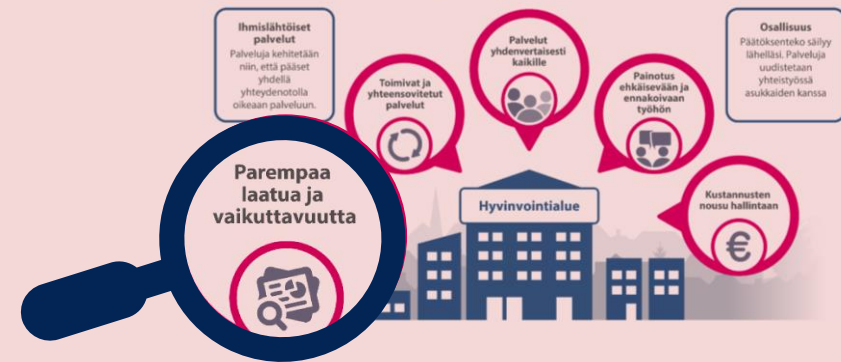 Ihmislähtöiset
palvelut
Palveluja kehitetään
niin, että pääset
yhdellä
yhteydenotolla
oikeaan palveluun.
Toimivat ja
yhteensovitetut
palvelut
Palvelut
yhdenvertaisesti
kaikille
Painotus
ehkäisevään ja
ennakoivaan
työhön
Osallisuus
Päätöksenteko säilyy
lähelläsi. Palveluja
uudistetaan
yhteistyössä
asukkaiden kanssa
Parempaa
laatua ja
vaikuttavuutta
Hyvinvointialue
Kustannusten
nousu hallintaan
€